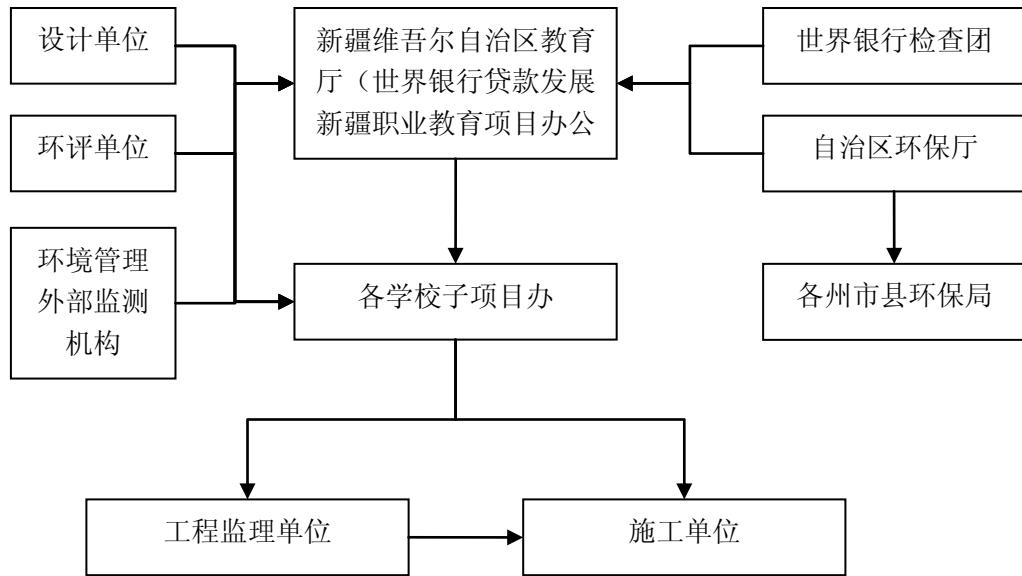 设计单位
新疆维吾尔自治区教育
厅（世界银行贷款发展
新疆职业教育项目办公
世界银行检查团
环评单位
自治区环保厅
环境管理
外部监测
机构
各学校子项目办
各州市县环保局
工程监理单位
施工单位